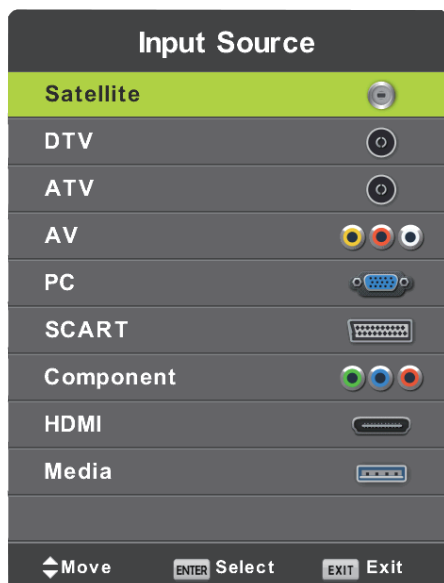 Input Source
Satellite
DTV
ATV
AV
PC
SCART
Component
HDMI
Media
Move ENTER Select EXIT Exit